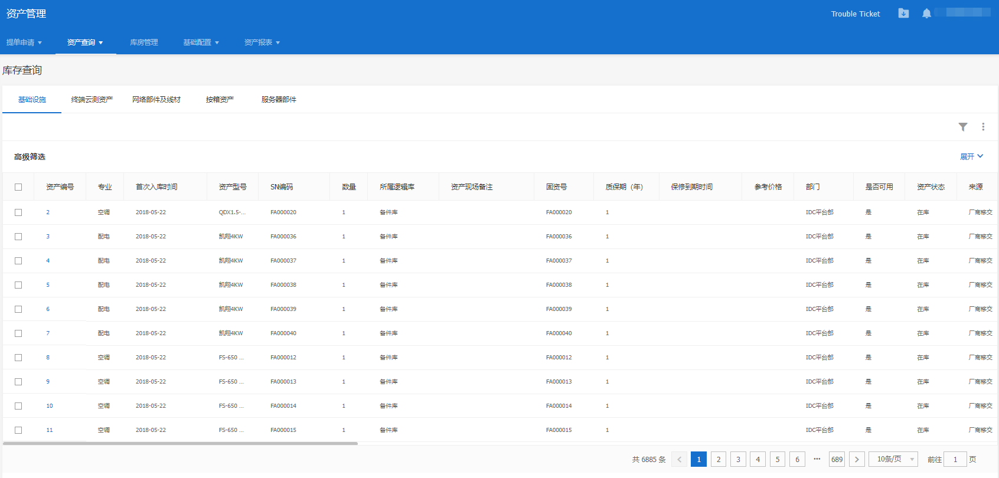 资产管理
Trouble Ticket
提单申请 资产查询 库房管理 基础配置 资产报表
库存查询
基础设施 终端云测资产 网络部件及线材 按箱资产 服务器部件
高级筛选 展开
资产编号 专业 首次入库时间 资产型号 SN编码 数量 所属逻辑库 资产现场备注 固资号 质保期（年） 保修到期时间 参考价格 部门 是否可用 资产状态 来源
2 空调 2018-05-22 QDX1.5-... FA000020 1 备件库 FA000020 1 IDC平台部 是 在库 厂商移交
3 配电 2018-05-22 凯翔4KW FA000036 1 备件库 FA000036 1 IDC平台部 是 在库 厂商移交
4 配电 2018-05-22 凯翔4KW FA000037 1 备件库 FA000037 1 IDC平台部 是 在库 厂商移交
5 配电 2018-05-22 凯翔4KW FA000038 1 备件库 FA000038 1 IDC平台部 是 在库 厂商移交
6 配电 2018-05-22 凯翔4KW FA000039 1 备件库 FA000039 1 IDC平台部 是 在库 厂商移交
7 配电 2018-05-22 凯翔4KW FA000040 1 备件库 FA000040 1 IDC平台部 是 在库 厂商移交
8 空调 2018-05-22 FS-650 ... FA000012 1 备件库 FA000012 1 IDC平台部 是 在库 厂商移交
9 空调 2018-05-22 FS-650 ... FA000013 1 备件库 FA000013 1 IDC平台部 是 在库 厂商移交
10 空调 2018-05-22 FS-650 ... FA000014 1 备件库 FA000014 1 IDC平台部 是 在库 厂商移交
11 空调 2018-05-22 FS-650 ... FA000015 1 备件库 FA000015 1 IDC平台部 是 在库 厂商移交
共 6885 条 < 1 2 3 4 5 6 ... 689 > 10条/页 前往 1 页